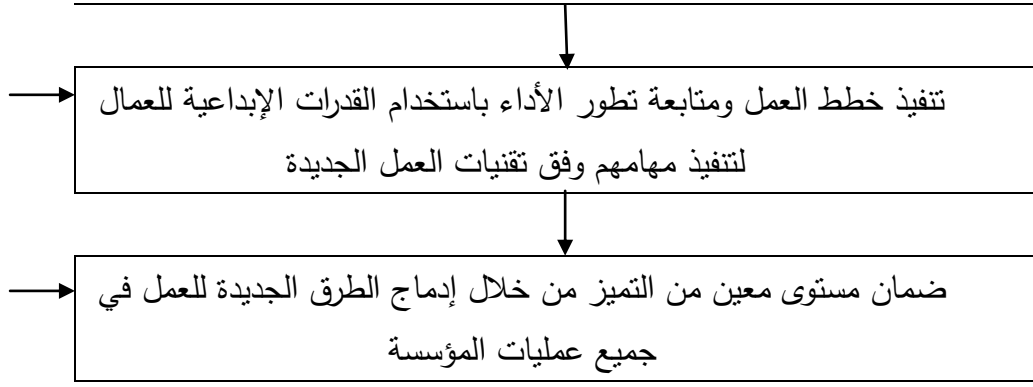 تنفيذ خطط العمل ومتابعة تطور الأداء باستخدام القدرات الإبداعية للعمال
لتنفيذ مهامهم وفق تقنيات العمل الجديدة
ضمان مستوى معين من التميز من خلال إدماج الطرق الجديدة للعمل في
جميع عمليات المؤسسة